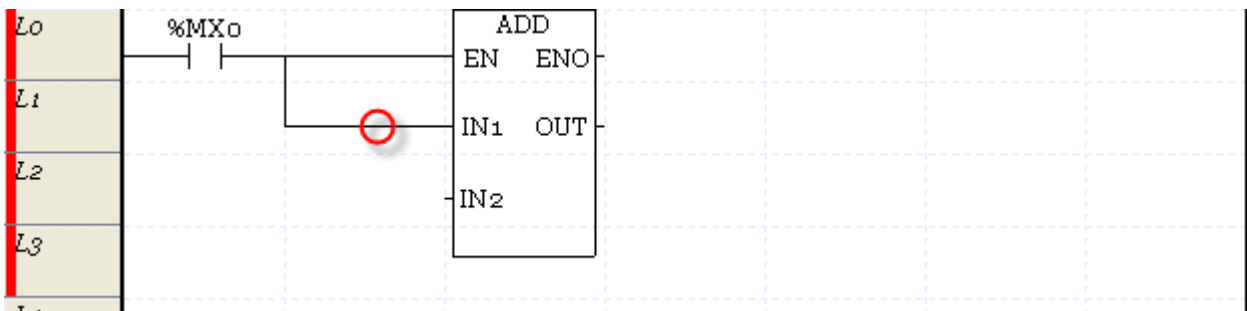 L0 %MX0 ADD
EN ENO
L1
IN1 OUT
L2
IN2
L3